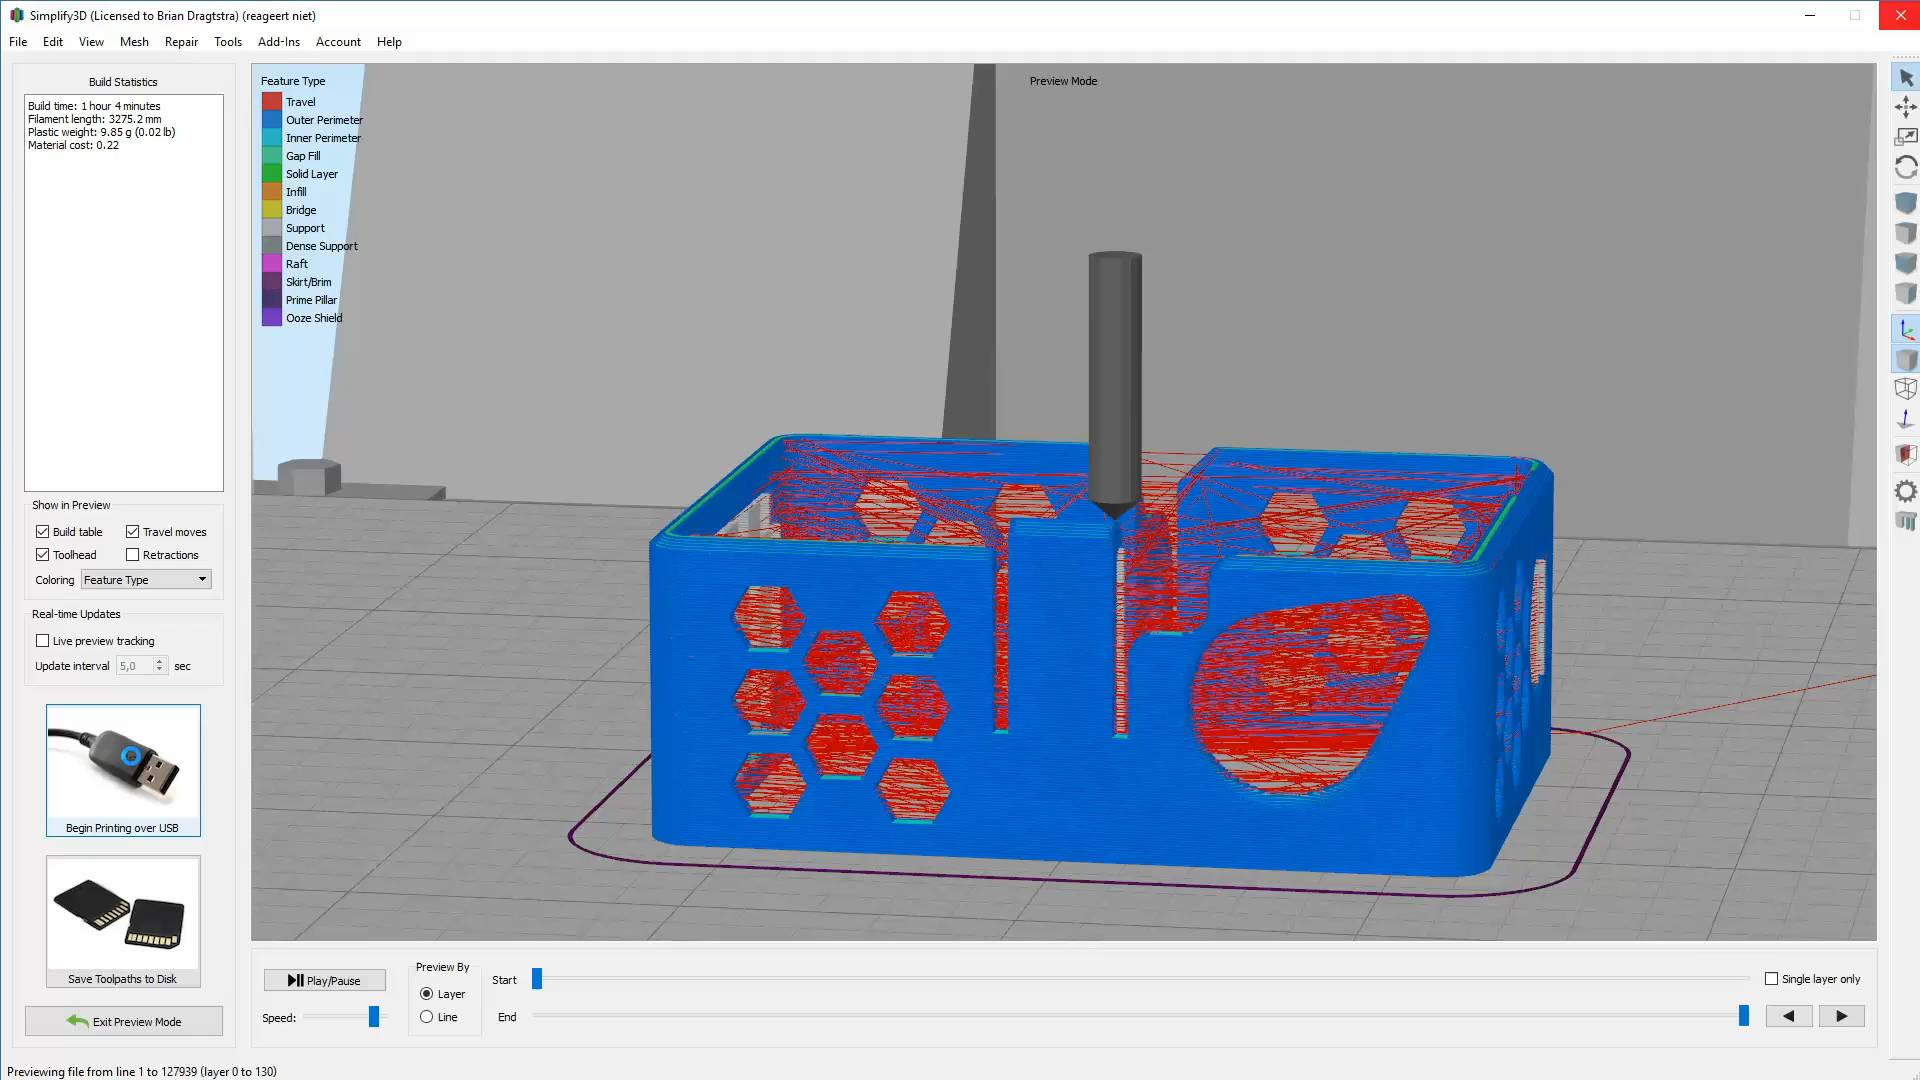 Simplify3D (Licensed to Brian Dragtstra) (reageert niet)
File Edit View Mesh Repair Tools Add-Ins Account Help
Build Statistics
Build time: 1 hour 4 minutes
Filament length: 3275.2 mm
Plastic weight: 9.85 g (0.02 lb)
Material cost: 0.22
Show in Preview
Build table Travel moves
Toolhead Retractions
Coloring Feature Type
Real-time Updates
Live preview tracking
Update interval 5,0 sec
Begin Printing over USB
Save Toolpaths to Disk
Exit Preview Mode
Feature Type
Travel
Outer Perimeter
Inner Perimeter
Gap Fill
Solid Layer
Infill
Bridge
Support
Dense Support
Raft
Skirt/Brim
Prime Pillar
Ooze Shield
Preview Mode
Play/Pause
Speed:
Preview By
Layer
Line
Start
End
Single layer only
Previewing file from line 1 to 127939 (layer 0 to 130)